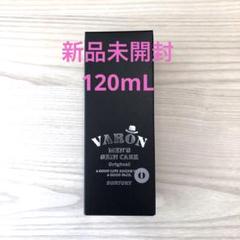 新品未開封
120mL
VARON
MEN'S
SKIN CARE
Original
O
SUNTORY